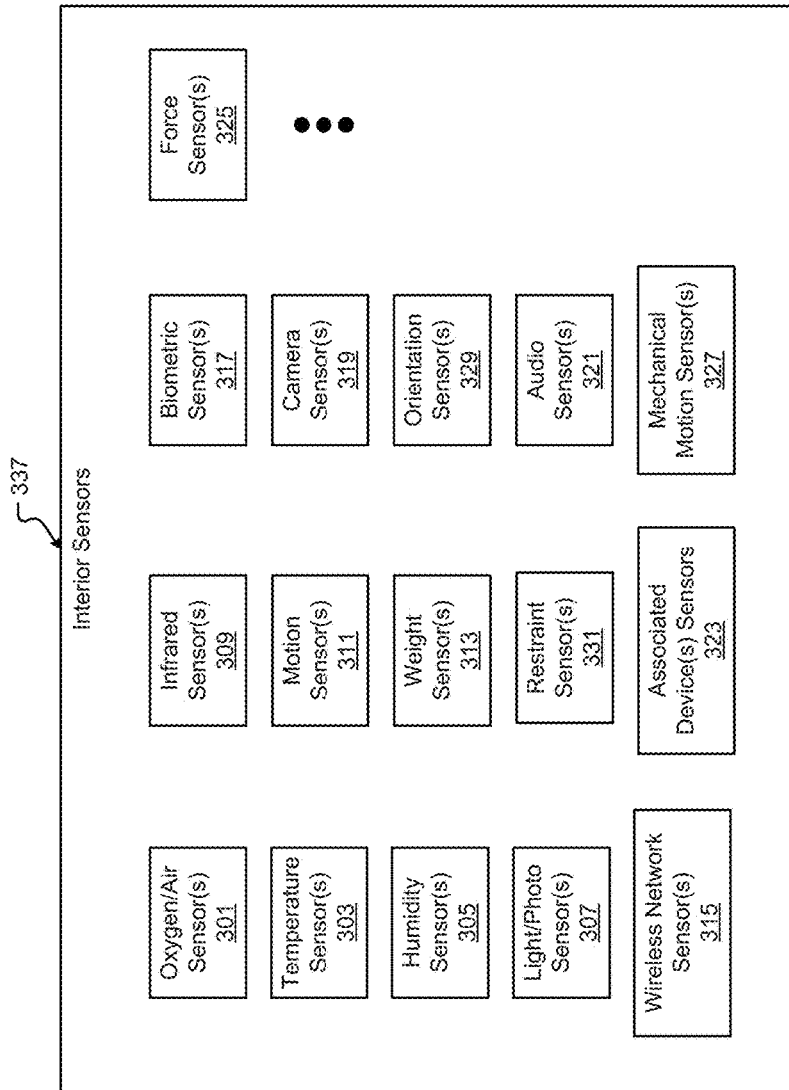 337
Interior Sensors
Oxygen/Air
Sensor(s)
301
Infrared
Sensor(s)
309
Biometric
Sensor(s)
317
Force
Sensor(s)
325
Temperature
Sensor(s)
303
Motion
Sensor(s)
311
Camera
Sensor(s)
319
Humidity
Sensor(s)
305
Weight
Sensor(s)
313
Orientation
Sensor(s)
329
Light/Photo
Sensor(s)
307
Restraint
Sensor(s)
331
Audio
Sensor(s)
321
Wireless Network
Sensor(s)
315
Associated
Device(s) Sensors
323
Mechanical
Motion Sensor(s)
327